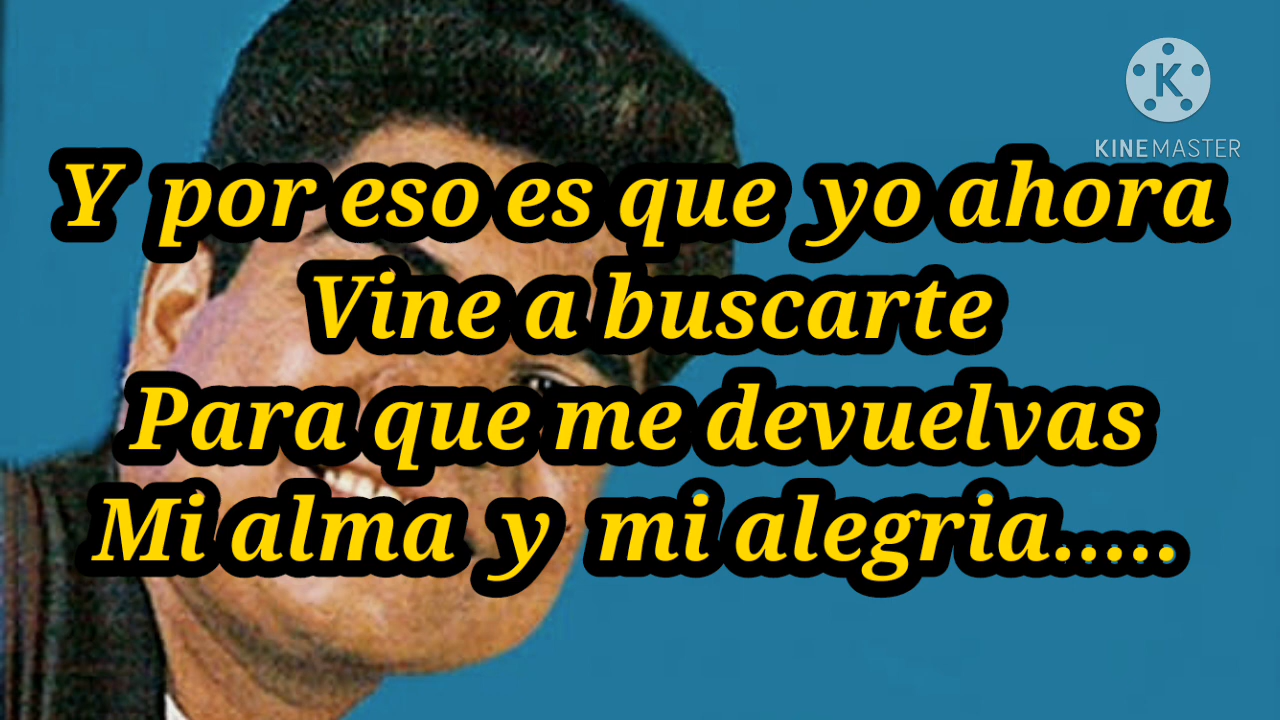 KINEMASTER
Y por eso es que yo ahora
Vine a buscarte
Para que me devuelvas
Mi alma y mi alegria.....